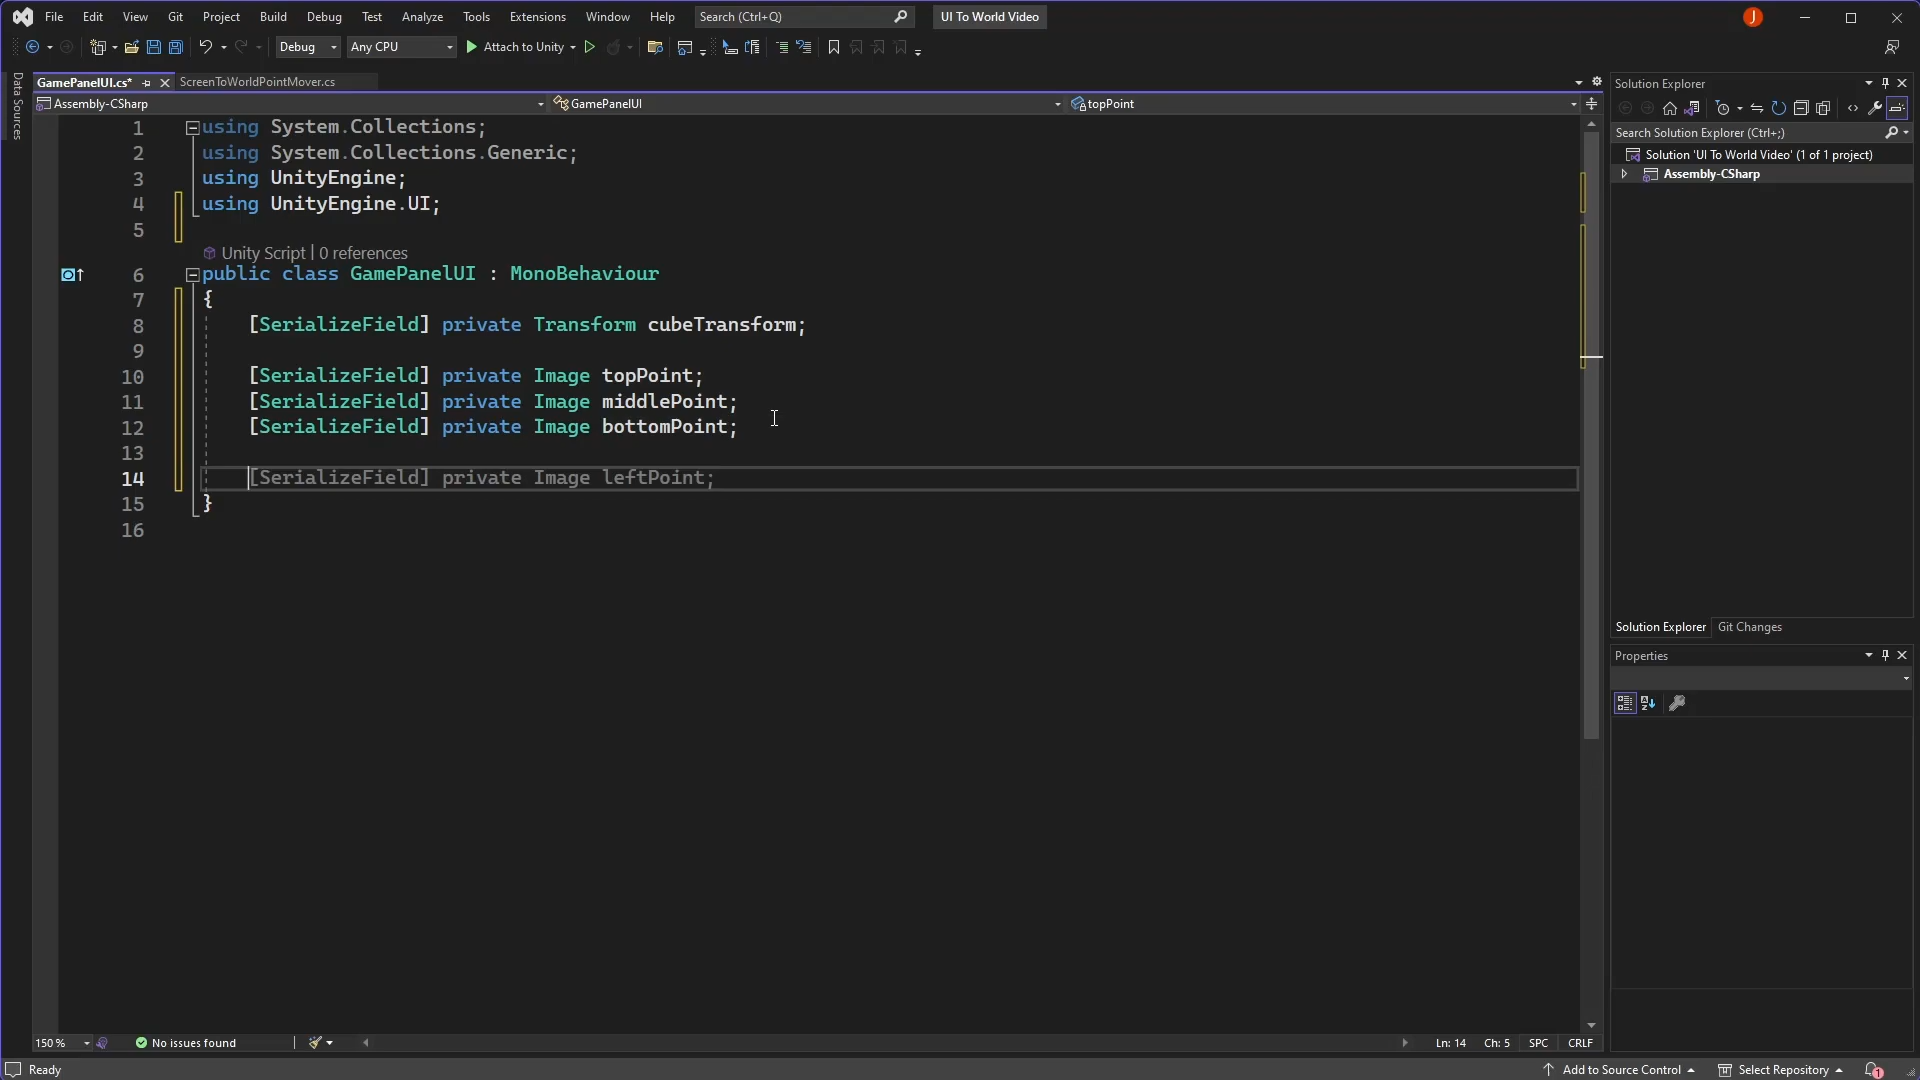 File Edit View Git Project Build Debug Test Analyze Tools Extensions Window Help Search (Ctrl+Q) UI To World Video J
Debug Any CPU Attach to Unity
Data Sources
GamePanelUI.cs* ScreenToWorldPointMover.cs
Assembly-CSharp GamePanelUI topPoint
1 using System.Collections;
2 using System.Collections.Generic;
3 using UnityEngine;
4 using UnityEngine.UI;
5
Unity Script | 0 references
6 public class GamePanelUI : MonoBehaviour
7 {
8 [SerializeField] private Transform cubeTransform;
9
10 [SerializeField] private Image topPoint;
11 [SerializeField] private Image middlePoint;
12 [SerializeField] private Image bottomPoint;
13
14 [SerializeField] private Image leftPoint;
15 }
16
150 % No issues found Ln: 14 Ch: 5 SPC CRLF
Solution Explorer
Search Solution Explorer (Ctrl+;)
Solution 'UI To World Video' (1 of 1 project)
Assembly-CSharp
Solution Explorer Git Changes
Properties
Ready Add to Source Control Select Repository 1